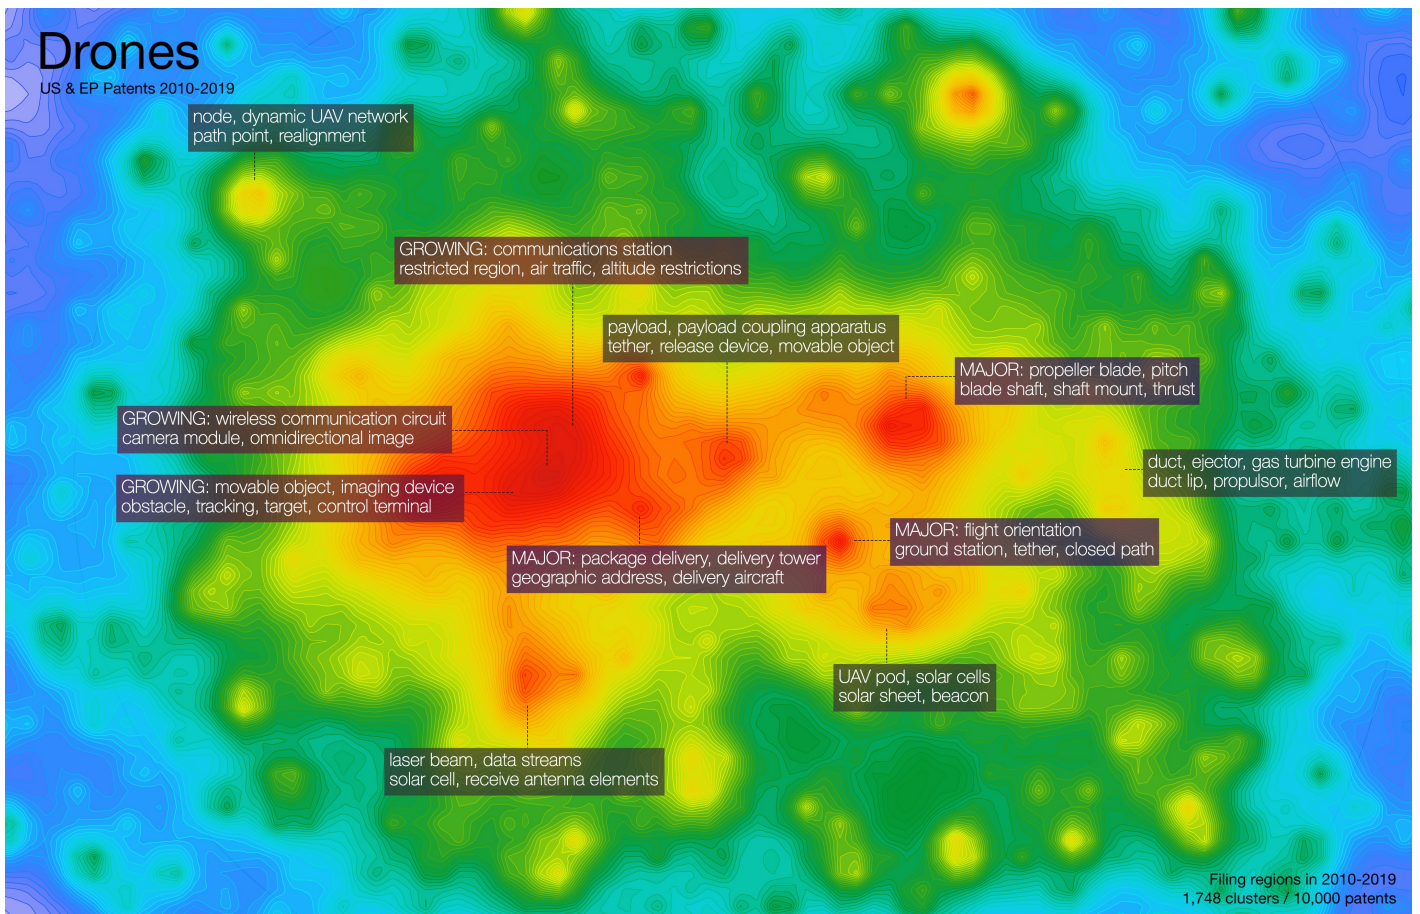 Drones
US & EP Patents 2010-2019
node, dynamic UAV network
path point, realignment
GROWING: communications station
restricted region, air traffic, altitude restrictions
payload, payload coupling apparatus
tether, release device, movable object
MAJOR: propeller blade, pitch
blade shaft, shaft mount, thrust
GROWING: wireless communication circuit
camera module, omnidirectional image
duct, ejector, gas turbine engine
duct lip, propulsor, airflow
GROWING: movable object, imaging device
obstacle, tracking, target, control terminal
MAJOR: flight orientation
ground station, tether, closed path
MAJOR: package delivery, delivery tower
geographic address, delivery aircraft
UAV pod, solar cells
solar sheet, beacon
laser beam, data streams
solar cell, receive antenna elements
Filing regions in 2010-2019
1,748 clusters / 10,000 patents